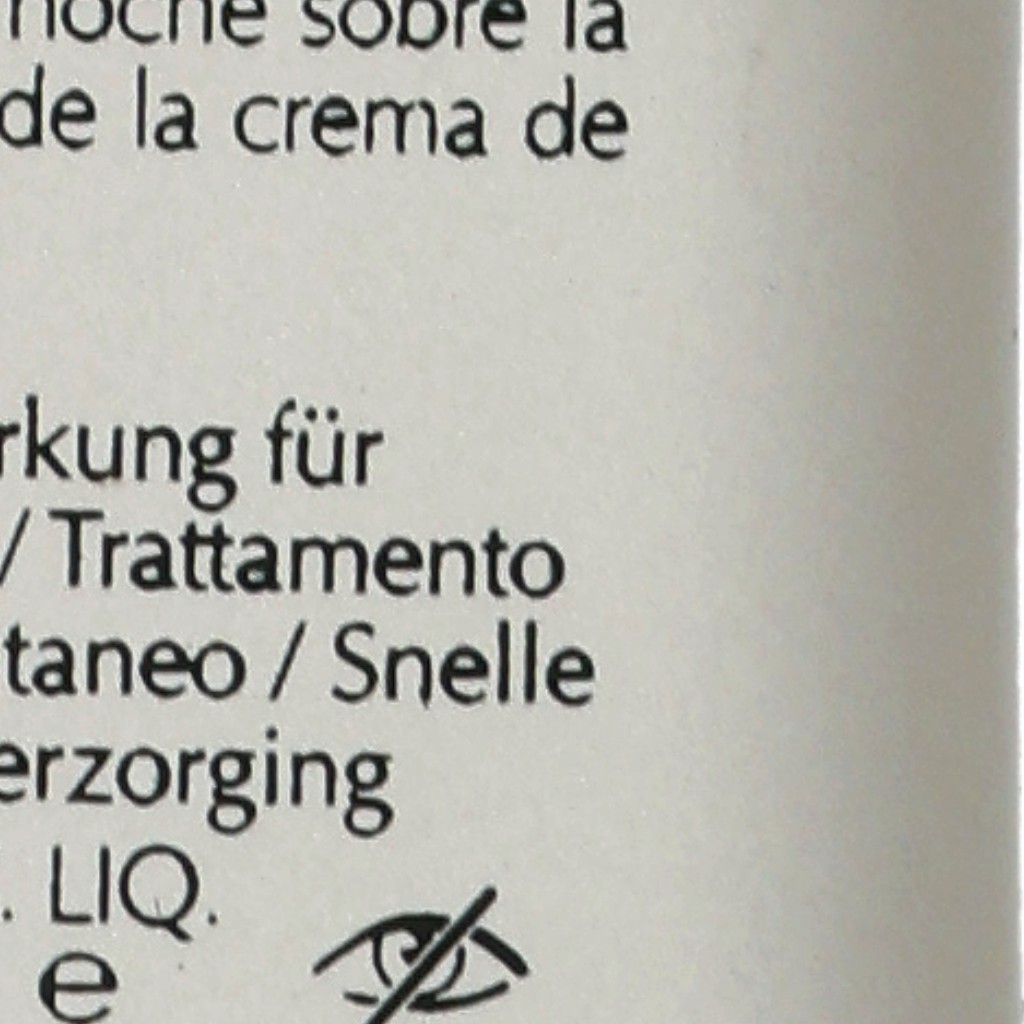 noche sobre la
de la crema de
rkung für
/ Trattamento
taneo / Snelle
erzorging
. LIQ.
e